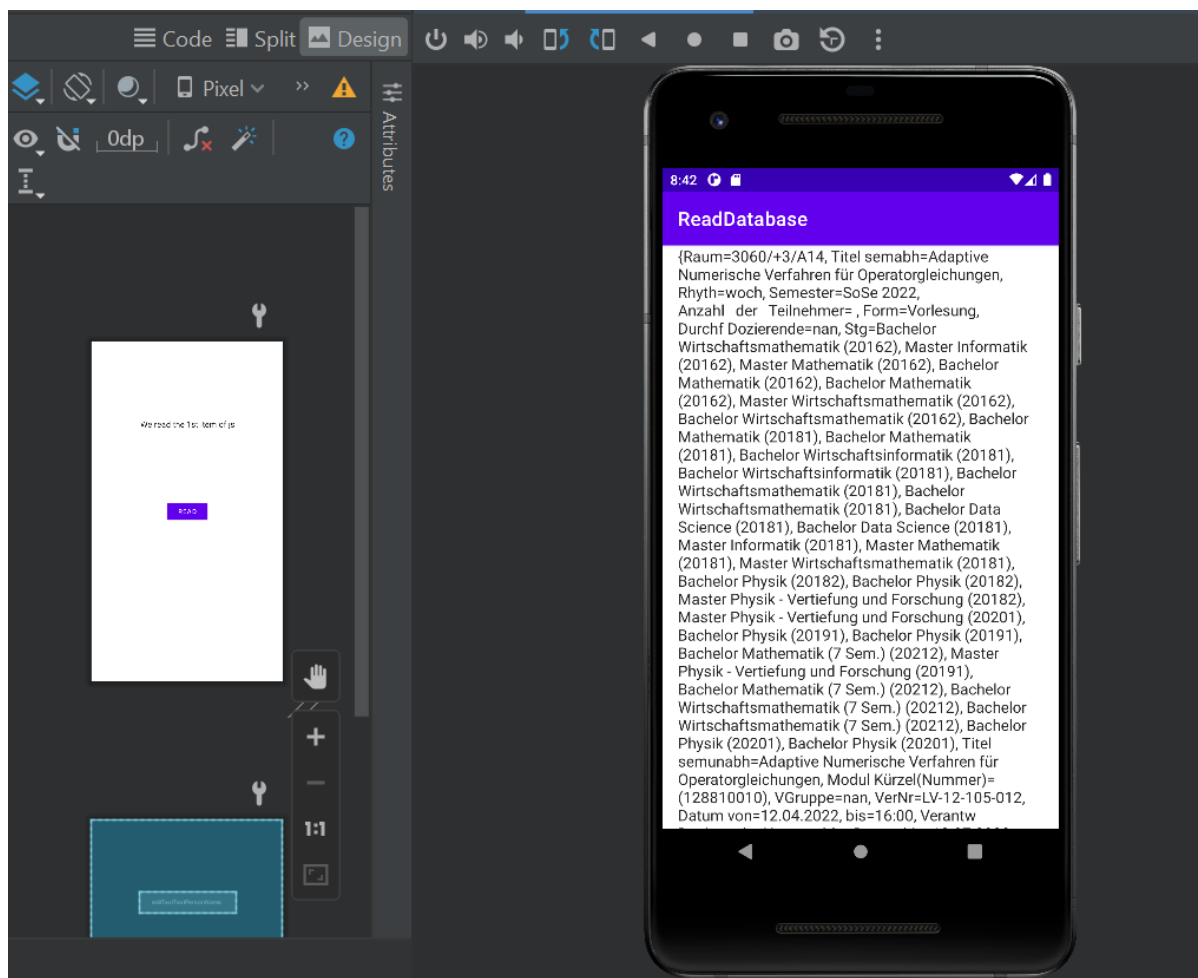 Code Split Design
Pixel
Attributes
0dp
We read the 1st item of js
READ
1:1
8:42
ReadDatabase
{Raum=3060/+3/A14, Titel semabh=Adaptive
Numerische Verfahren für Operatorgleichungen,
Rhyth=woch, Semester=SoSe 2022,
Anzahl der Teilnehmer= , Form=Vorlesung,
Durchf Dozierende=nan, Stg=Bachelor
Wirtschaftsmathematik (20162), Master Informatik
(20162), Master Mathematik (20162), Bachelor
Mathematik (20162), Bachelor Mathematik
(20162), Master Wirtschaftsmathematik (20162),
Bachelor Wirtschaftsmathematik (20162), Bachelor
Mathematik (20181), Bachelor Mathematik
(20181), Bachelor Wirtschaftsinformatik (20181),
Bachelor Wirtschaftsinformatik (20181), Bachelor
Wirtschaftsmathematik (20181), Bachelor
Wirtschaftsmathematik (20181), Bachelor Data
Science (20181), Bachelor Data Science (20181),
Master Informatik (20181), Master Mathematik
(20181), Master Wirtschaftsmathematik (20181),
Bachelor Physik (20182), Bachelor Physik (20182),
Master Physik - Vertiefung und Forschung (20182),
Master Physik - Vertiefung und Forschung (20201),
Bachelor Physik (20191), Bachelor Physik (20191),
Bachelor Mathematik (7 Sem.) (20212), Master
Physik - Vertiefung und Forschung (20191),
Bachelor Mathematik (7 Sem.) (20212), Bachelor
Wirtschaftsmathematik (7 Sem.) (20212), Bachelor
Wirtschaftsmathematik (7 Sem.) (20212), Bachelor
Physik (20201), Bachelor Physik (20201), Titel
semunabh=Adaptive Numerische Verfahren für
Operatorgleichungen, Modul Kürzel(Nummer)=
(128810010), VGruppe=nan, VerNr=LV-12-105-012,
Datum von=12.04.2022, bis=16:00, Verantw